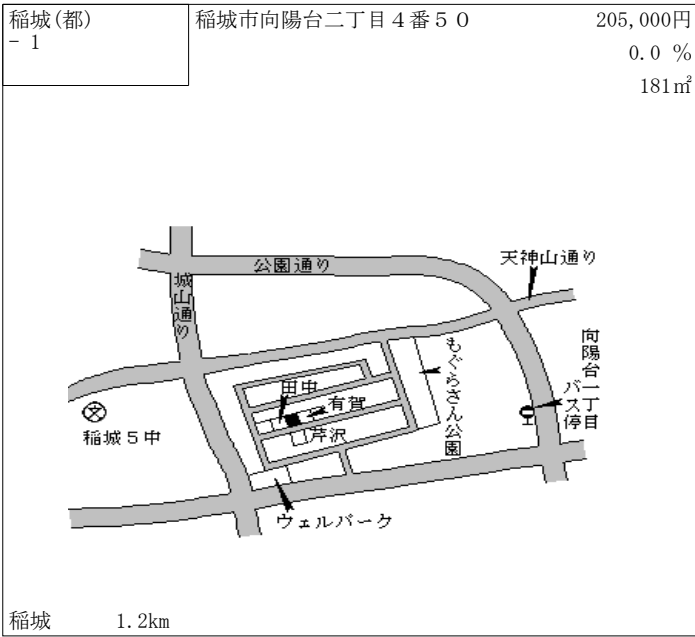 稲城(都)
- 1
稲城市向陽台二丁目４番５０
205,000円
0.0 %
181㎡
天神山通り
公園通り
城山通り
向陽台一丁目
バス停
もぐらさん公園
田中
有賀
芹沢
稲城５中
ウェルパーク
稲城 1.2km